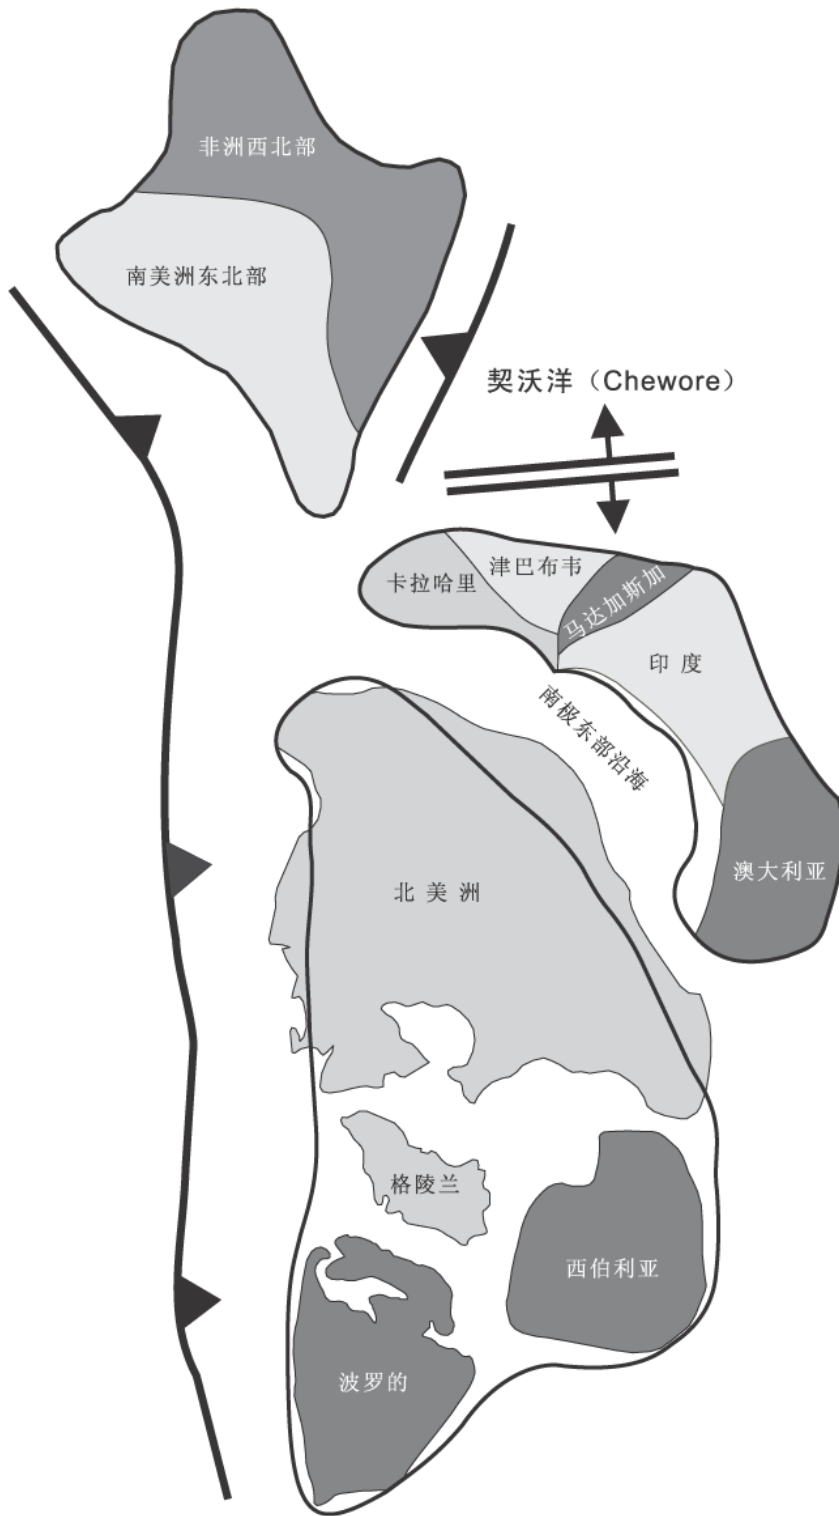 非洲西北部
南美洲东北部
契沃洋（Chewore）
卡拉哈里
津巴布韦
马达加斯加
印度
南极东部沿海
澳大利亚
北美洲
格陵兰
西伯利亚
波罗的